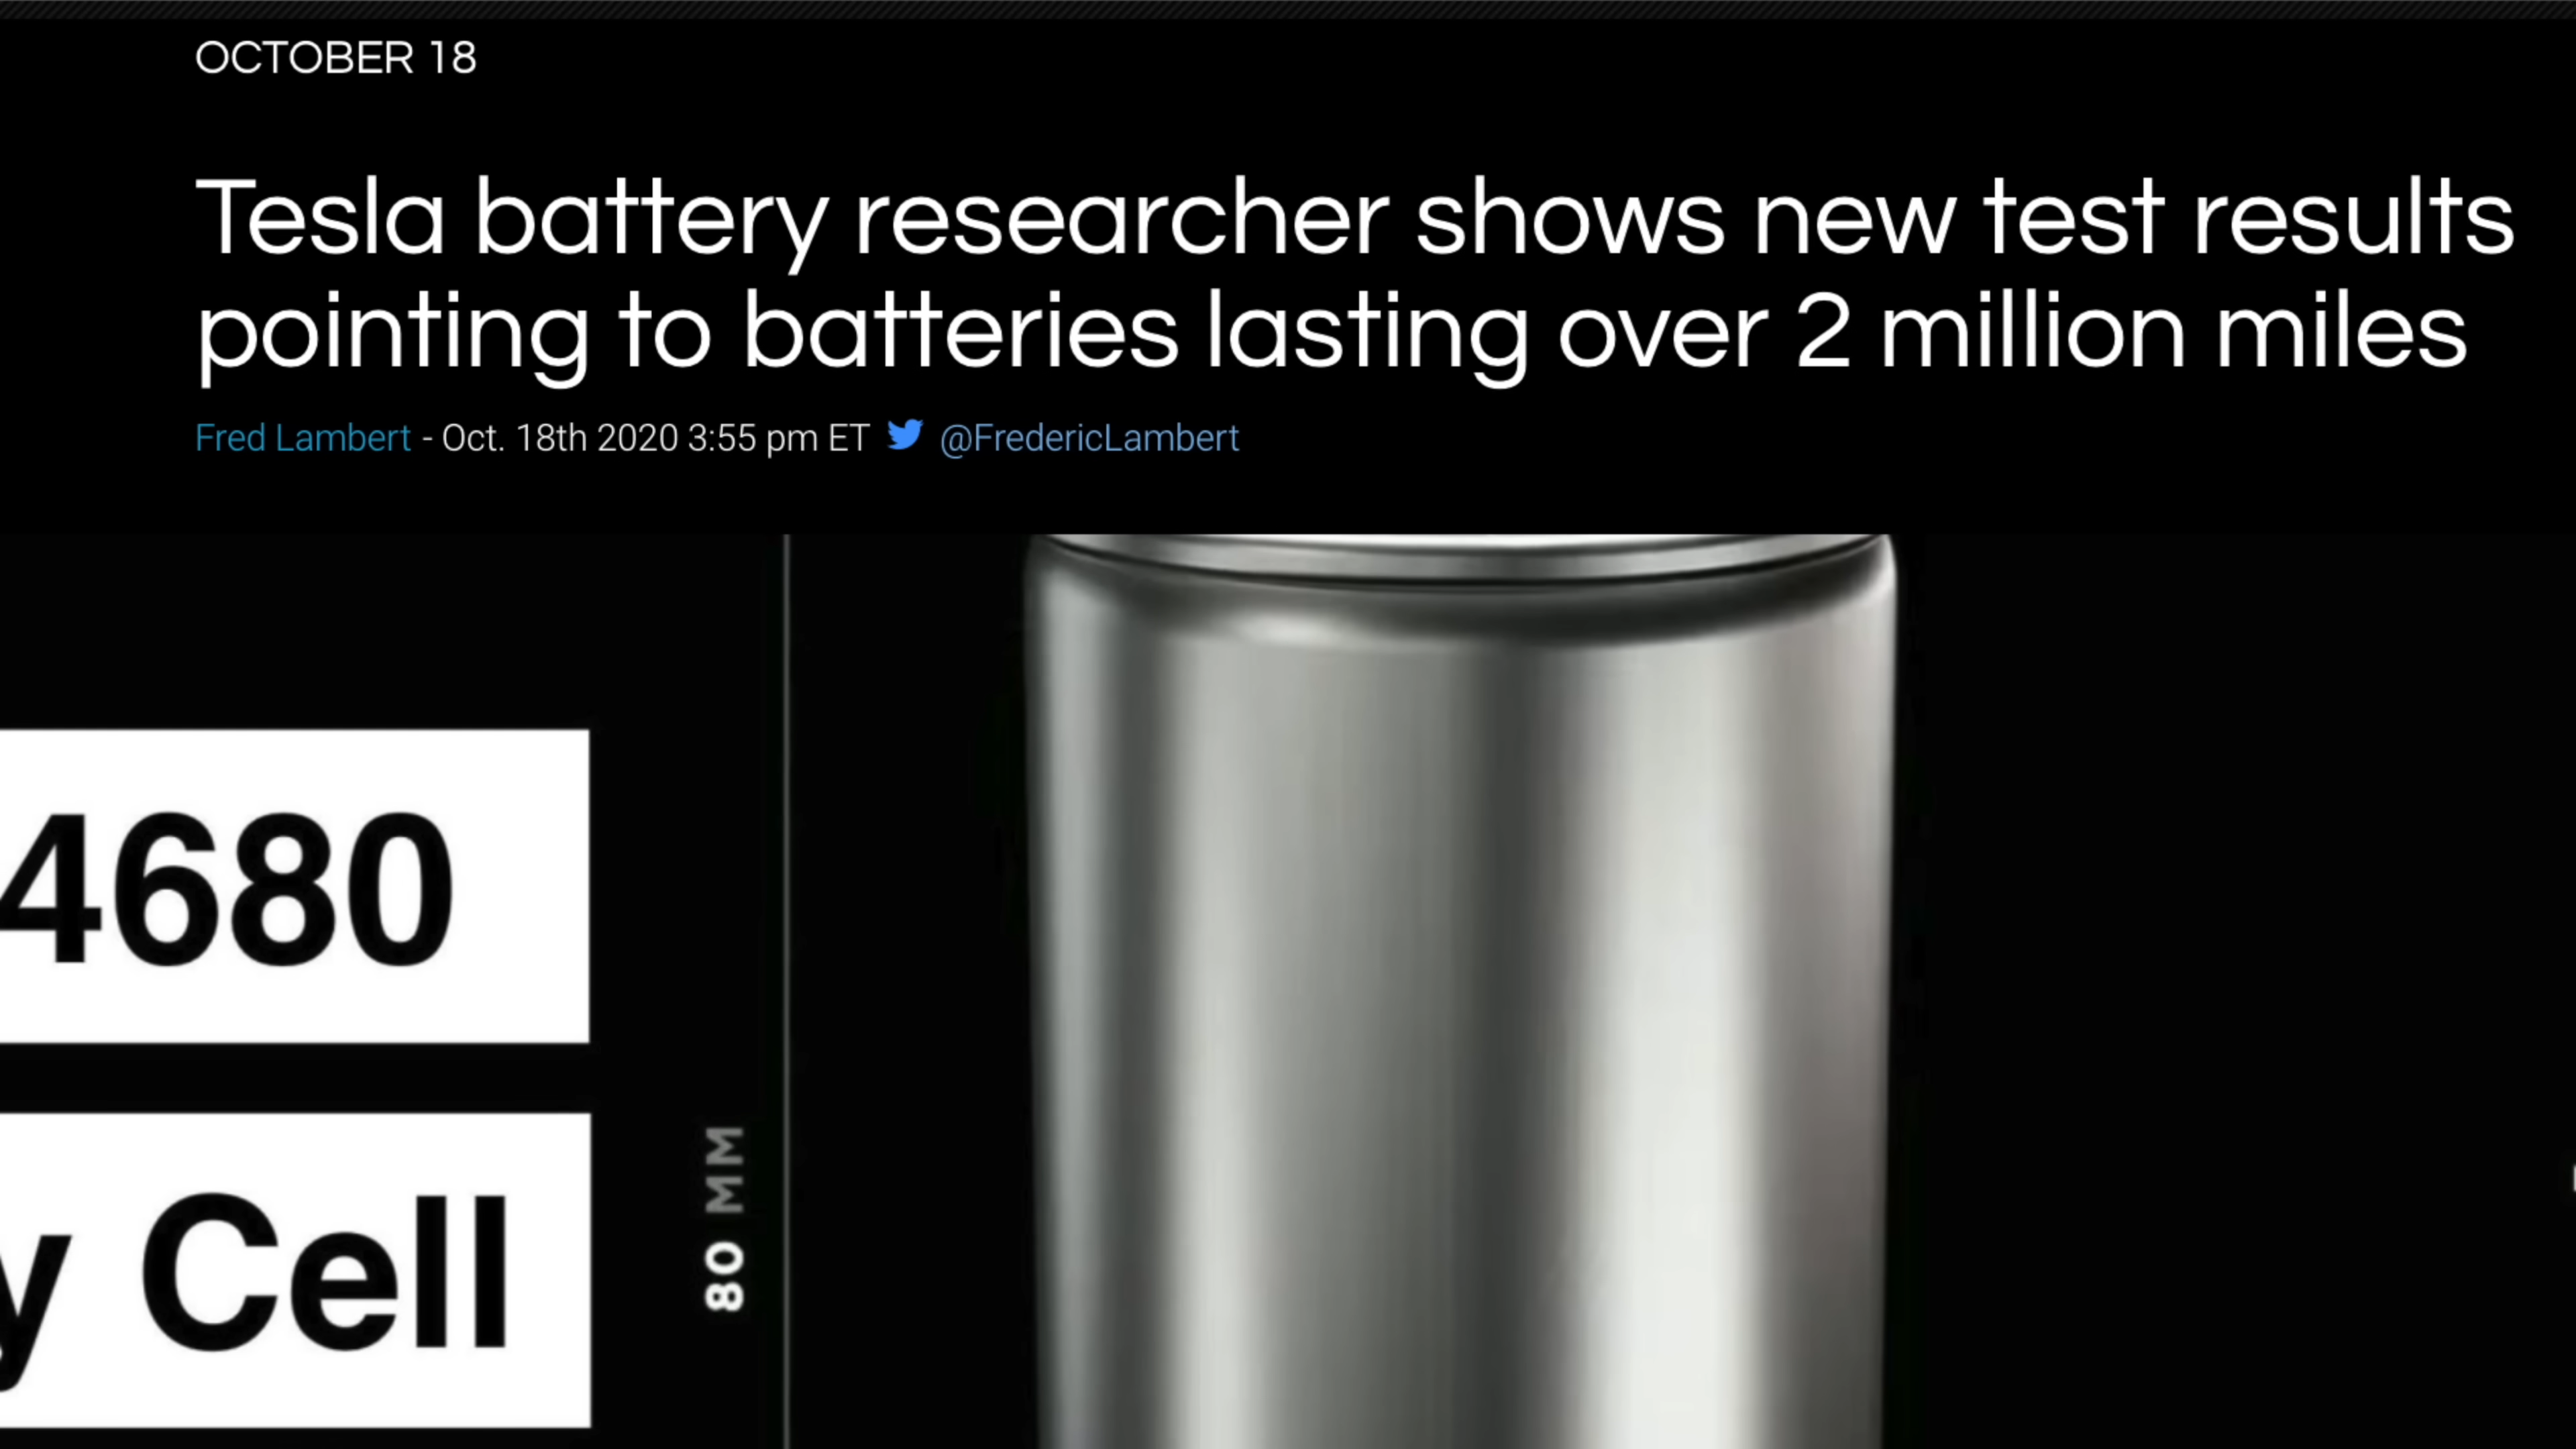 OCTOBER 18
Tesla battery researcher shows new test results
pointing to batteries lasting over 2 million miles
Fred Lambert - Oct. 18th 2020 3:55 pm ET @FredericLambert
4680
y Cell
80 MM